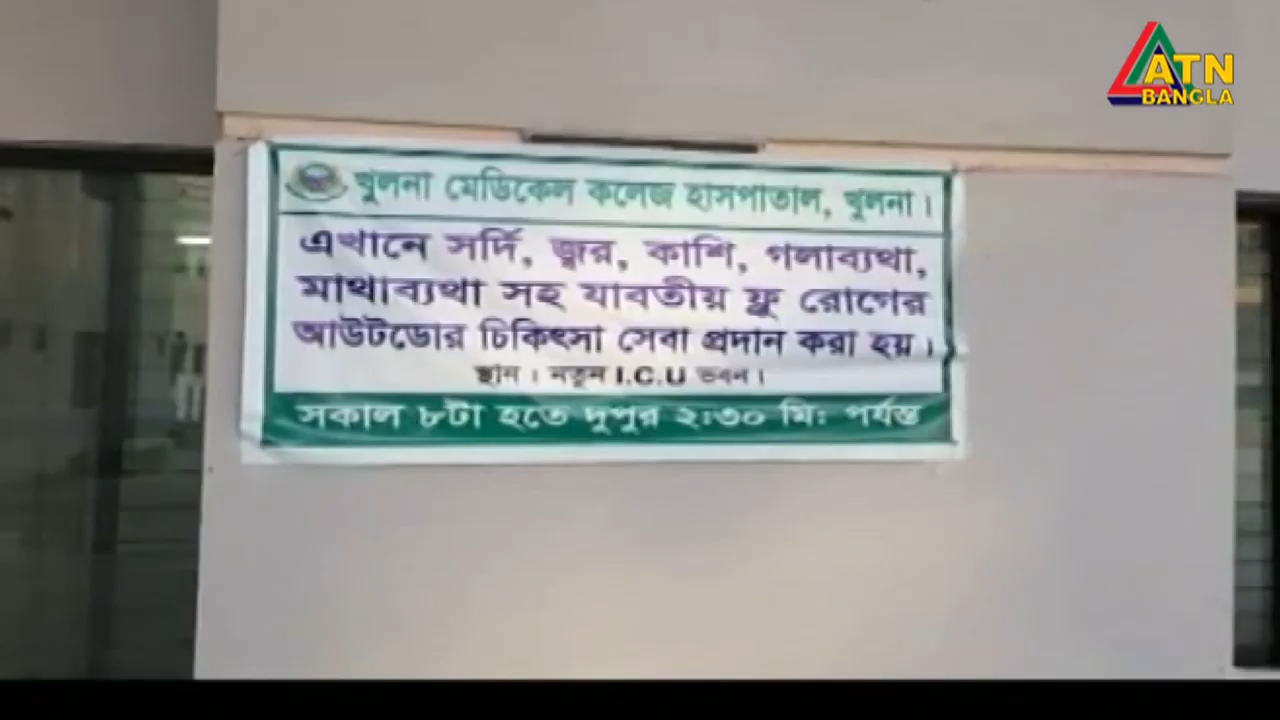 ATN
BANGLA
খুলনা মেডিকেল কলেজ হাসপাতাল, খুলনা।
এখানে সর্দি, জ্বর, কাশি, গলাব্যথা,
মাথাব্যথা সহ যাবতীয় ফ্লু রোগের
আউটডোর চিকিৎসা সেবা প্রদান করা হয়।
স্থান । নতুন I.C.U ভবন।
সকাল ৮টা হতে দুপুর ২:৩০ মি: পর্যন্ত